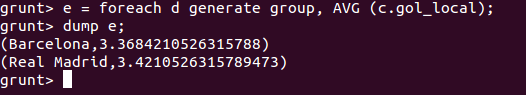 grunt> e = foreach d generate group, AVG (c.gol_local);
grunt> dump e;
(Barcelona,3.3684210526315788)
(Real Madrid,3.4210526315789473)
grunt>